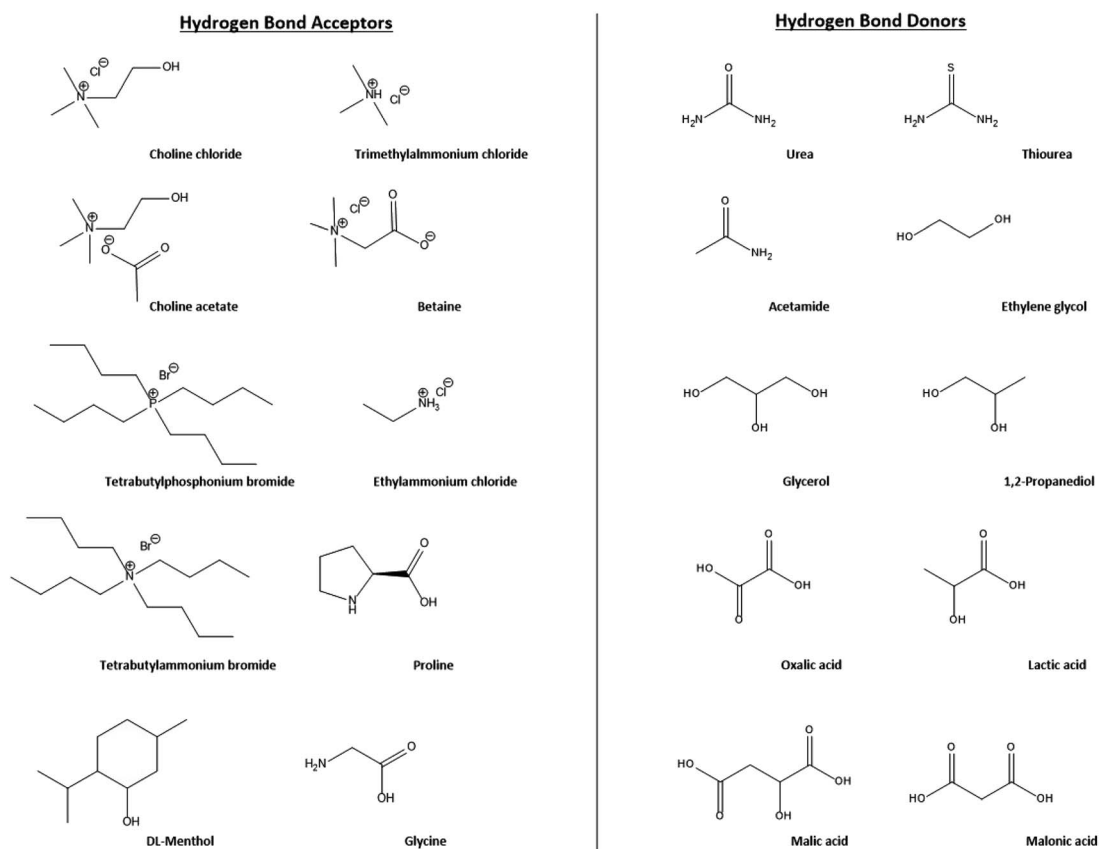 Hydrogen Bond Acceptors
Cl⊖
OH
N⊕
Choline chloride
⊕
NH
Cl⊖
Trimethylalmmonium chloride
OH
N⊕
⊖
O
O
Choline acetate
O
Cl⊖
N⊕
O⊖
Betaine
Br⊖
P⊕
Tetrabutylphosphonium bromide
Cl⊖
⊕
NH3
Ethylammonium chloride
Br⊖
N⊕
Tetrabutylammonium bromide
O
N
H
OH
Proline
OH
DL-Menthol
H2N
O
OH
Glycine
Hydrogen Bond Donors
O
H2N
NH2
Urea
S
H2N
NH2
Thiourea
O
NH2
Acetamide
OH
HO
Ethylene glycol
HO
OH
OH
Glycerol
HO
OH
1,2-Propanediol
O
HO
OH
O
Oxalic acid
O
OH
OH
Lactic acid
O
HO
OH
O
OH
Malic acid
O
O
HO
OH
Malonic acid